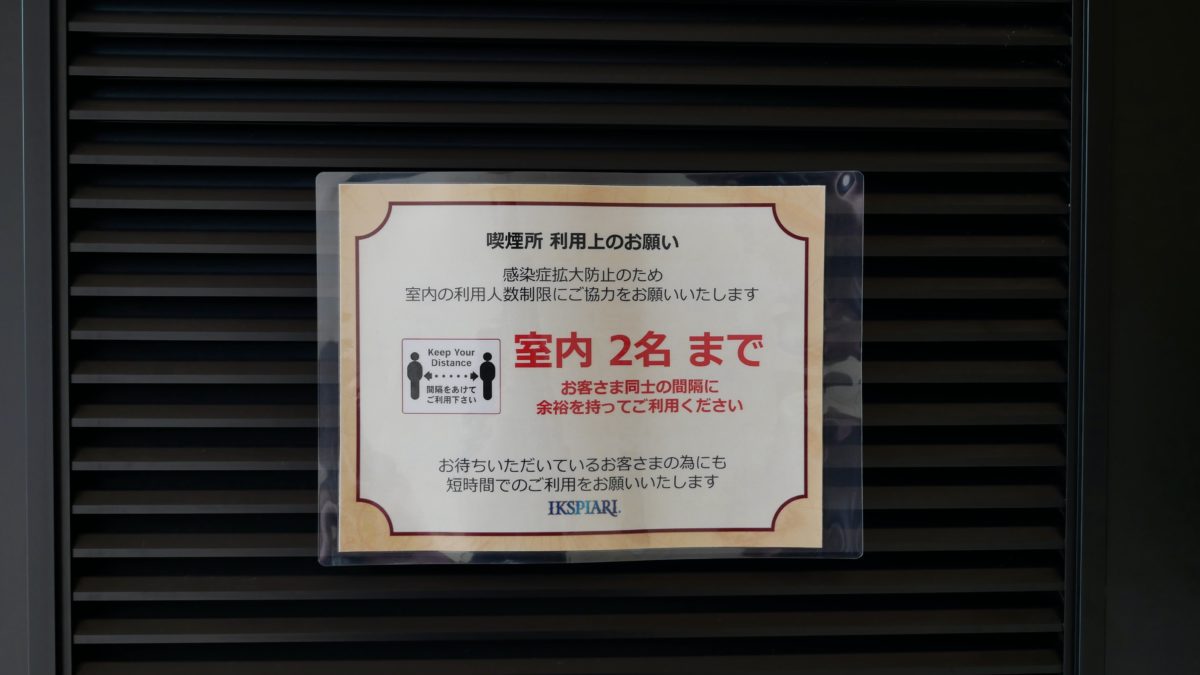 喫煙所 利用上のお願い
感染症拡大防止のため
室内の利用人数制限にご協力をお願いいたします
Keep Your
Distance
間隔をあけて
ご利用下さい
室内 2名 まで
お客さま同士の間隔に
余裕を持ってご利用ください
お待ちいただいているお客さまの為にも
短時間でのご利用をお願いいたします
IKSPIARI.